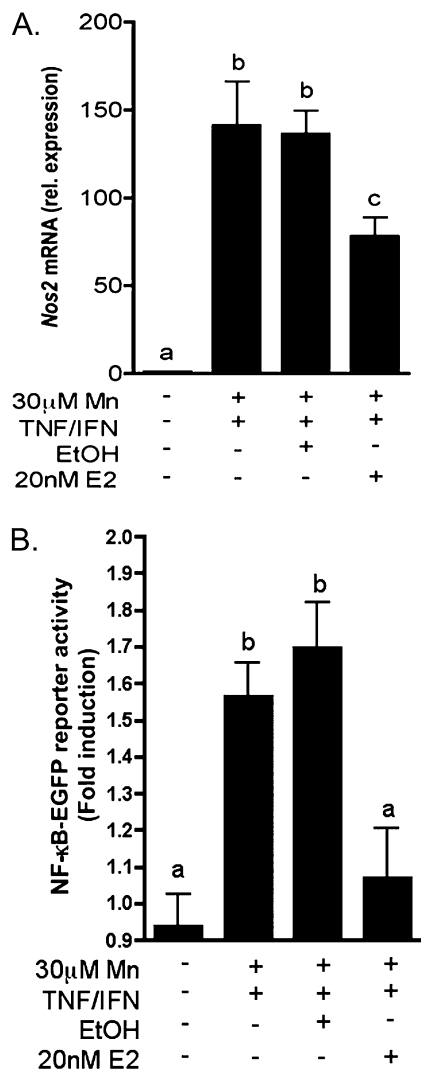 A.
Nos2 mRNA (rel. expression)
200
150
100
50
0
a
b
b
c
30μM Mn - + + +
TNF/IFN - + + +
EtOH - - + -
20nM E2 - - - +
B.
NF-κB-EGFP reporter activity
(Fold induction)
2.0
1.9
1.8
1.7
1.6
1.5
1.4
1.3
1.2
1.1
1.0
0.9
a
b
b
a
30μM Mn - + + +
TNF/IFN - + + +
EtOH - - + -
20nM E2 - - - +